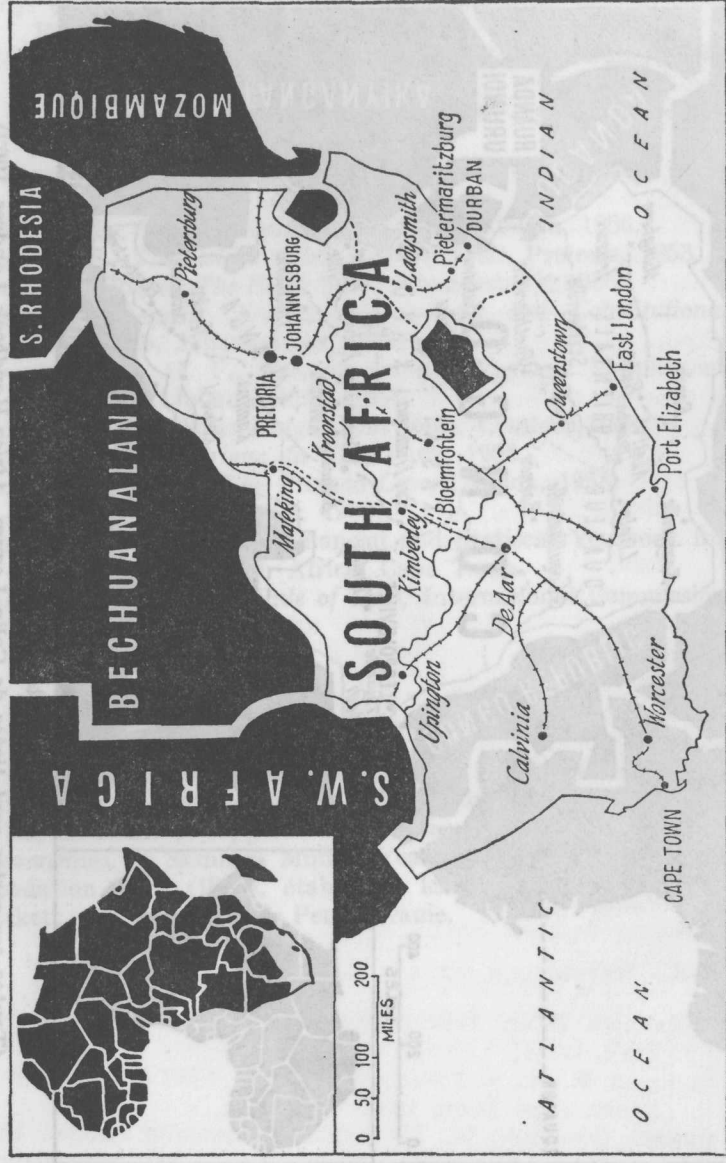 S. RHODESIA
MOZAMBIQUE
BECHUANALAND
S.W. AFRICA
SOUTH AFRICA
Pietersburg
PRETORIA
JOHANNESBURG
Mafeking
Kroonstad
Ladysmith
Pietermaritzburg
DURBAN
Kimberley
Bloemfohtein
Upington
De Aar
Queenstown
East London
Port Elizabeth
Calvinia
Worcester
CAPE TOWN
INDIAN
OCEAN
ATLANTIC
OCEAN
0 50 100 200
MILES